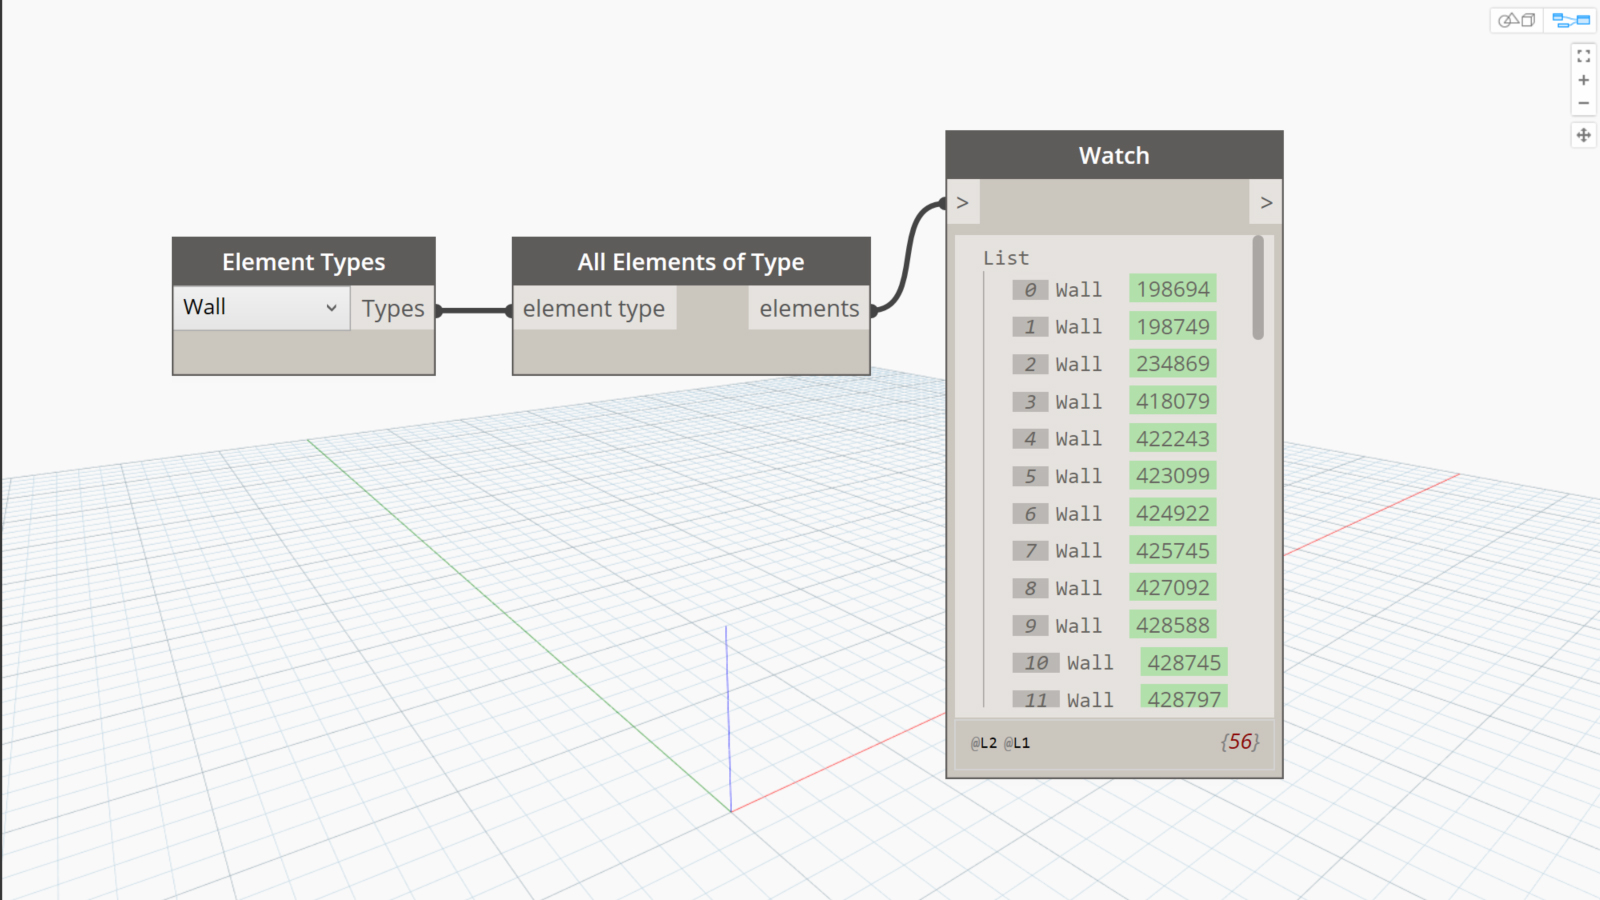 Element Types
Wall
Types
All Elements of Type
element type
elements
Watch
>
>
List
0 Wall 198694
1 Wall 198749
2 Wall 234869
3 Wall 418079
4 Wall 422243
5 Wall 423099
6 Wall 424922
7 Wall 425745
8 Wall 427092
9 Wall 428588
10 Wall 428745
11 Wall 428797
@L2 @L1
{56}